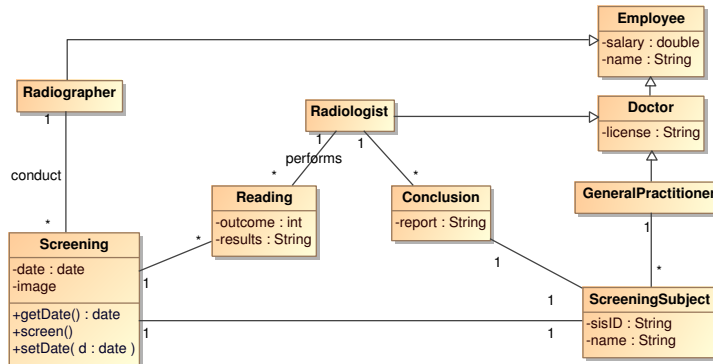 Employee
-salary : double
-name : String
Radiographer
1
Radiologist
1
1
Doctor
-license : String
performs
conduct
*
*
*
Reading
-outcome : int
-results : String
Conclusion
-report : String
GeneralPractitioner
1
Screening
-date : date
-image
+getDate() : date
+screen()
+setDate( d : date )
*
1
1
1
*
1
1
ScreeningSubject
-sisID : String
-name : String